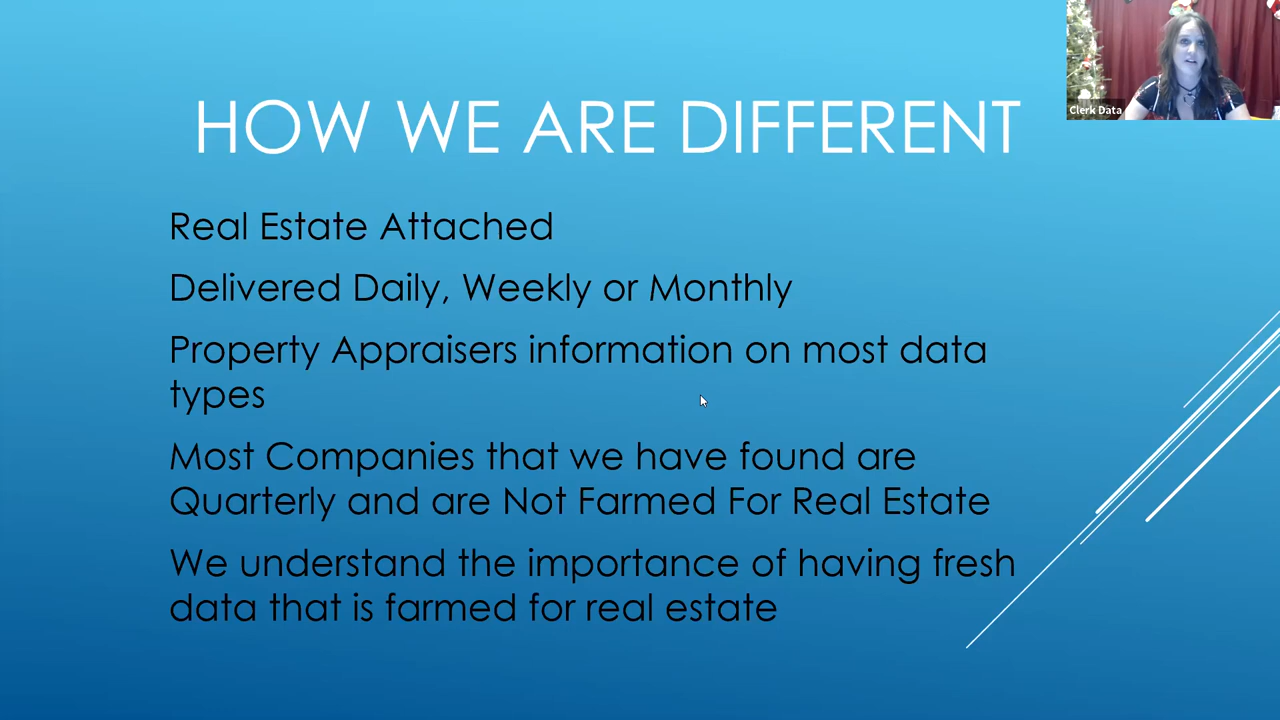 HOW WE ARE DIFFERENT
Clerk Data
Real Estate Attached
Delivered Daily, Weekly or Monthly
Property Appraisers information on most data
types
Most Companies that we have found are
Quarterly and are Not Farmed For Real Estate
We understand the importance of having fresh
data that is farmed for real estate